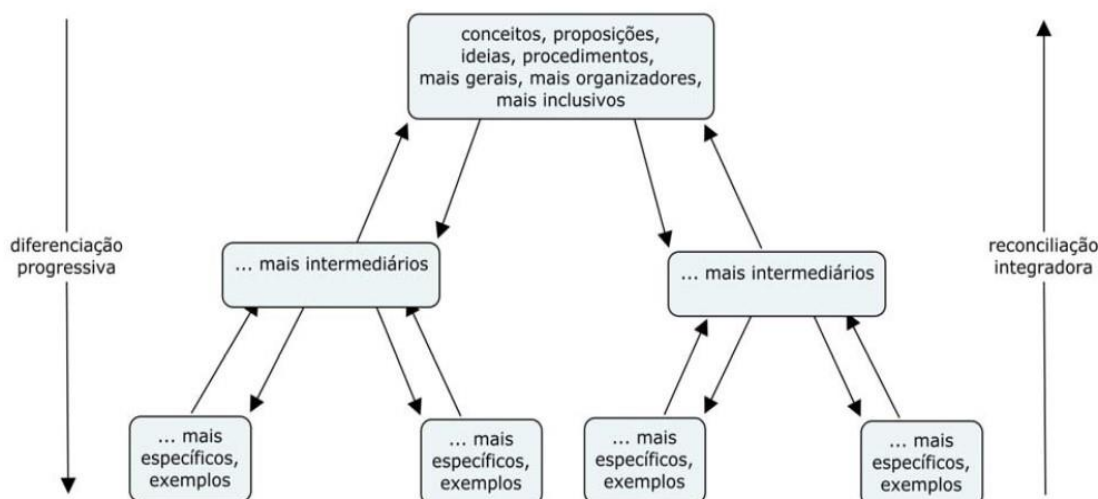 conceitos, proposições,
ideias, procedimentos,
mais gerais, mais organizadores,
mais inclusivos
diferenciação
progressiva
... mais intermediários
... mais intermediários
reconciliação
integradora
... mais
específicos,
exemplos
... mais
específicos,
exemplos
... mais
específicos,
exemplos
... mais
específicos,
exemplos